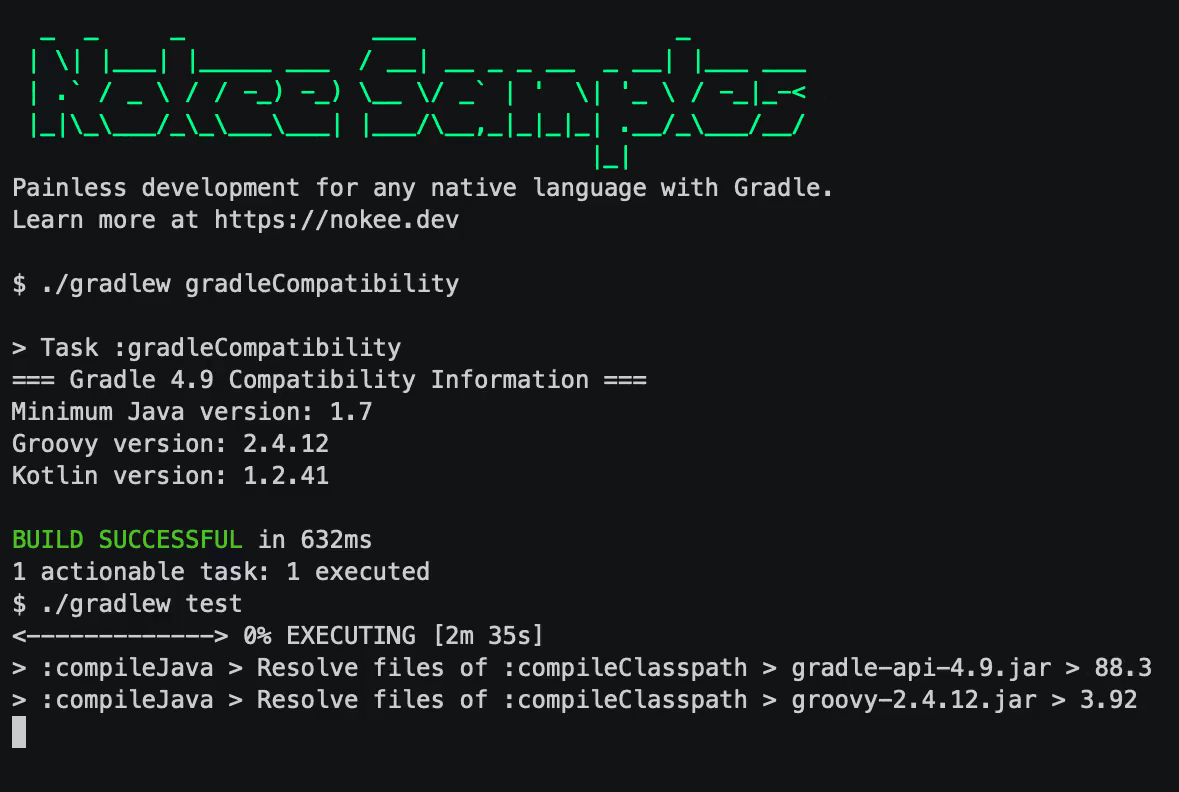 Nokee Samples
Painless development for any native language with Gradle.
Learn more at https://nokee.dev
$ ./gradlew gradleCompatibility
> Task :gradleCompatibility
=== Gradle 4.9 Compatibility Information ===
Minimum Java version: 1.7
Groovy version: 2.4.12
Kotlin version: 1.2.41
BUILD SUCCESSFUL in 632ms
1 actionable task: 1 executed
$ ./gradlew test
<-------------> 0% EXECUTING [2m 35s]
> :compileJava > Resolve files of :compileClasspath > gradle-api-4.9.jar > 88.3
> :compileJava > Resolve files of :compileClasspath > groovy-2.4.12.jar > 3.92